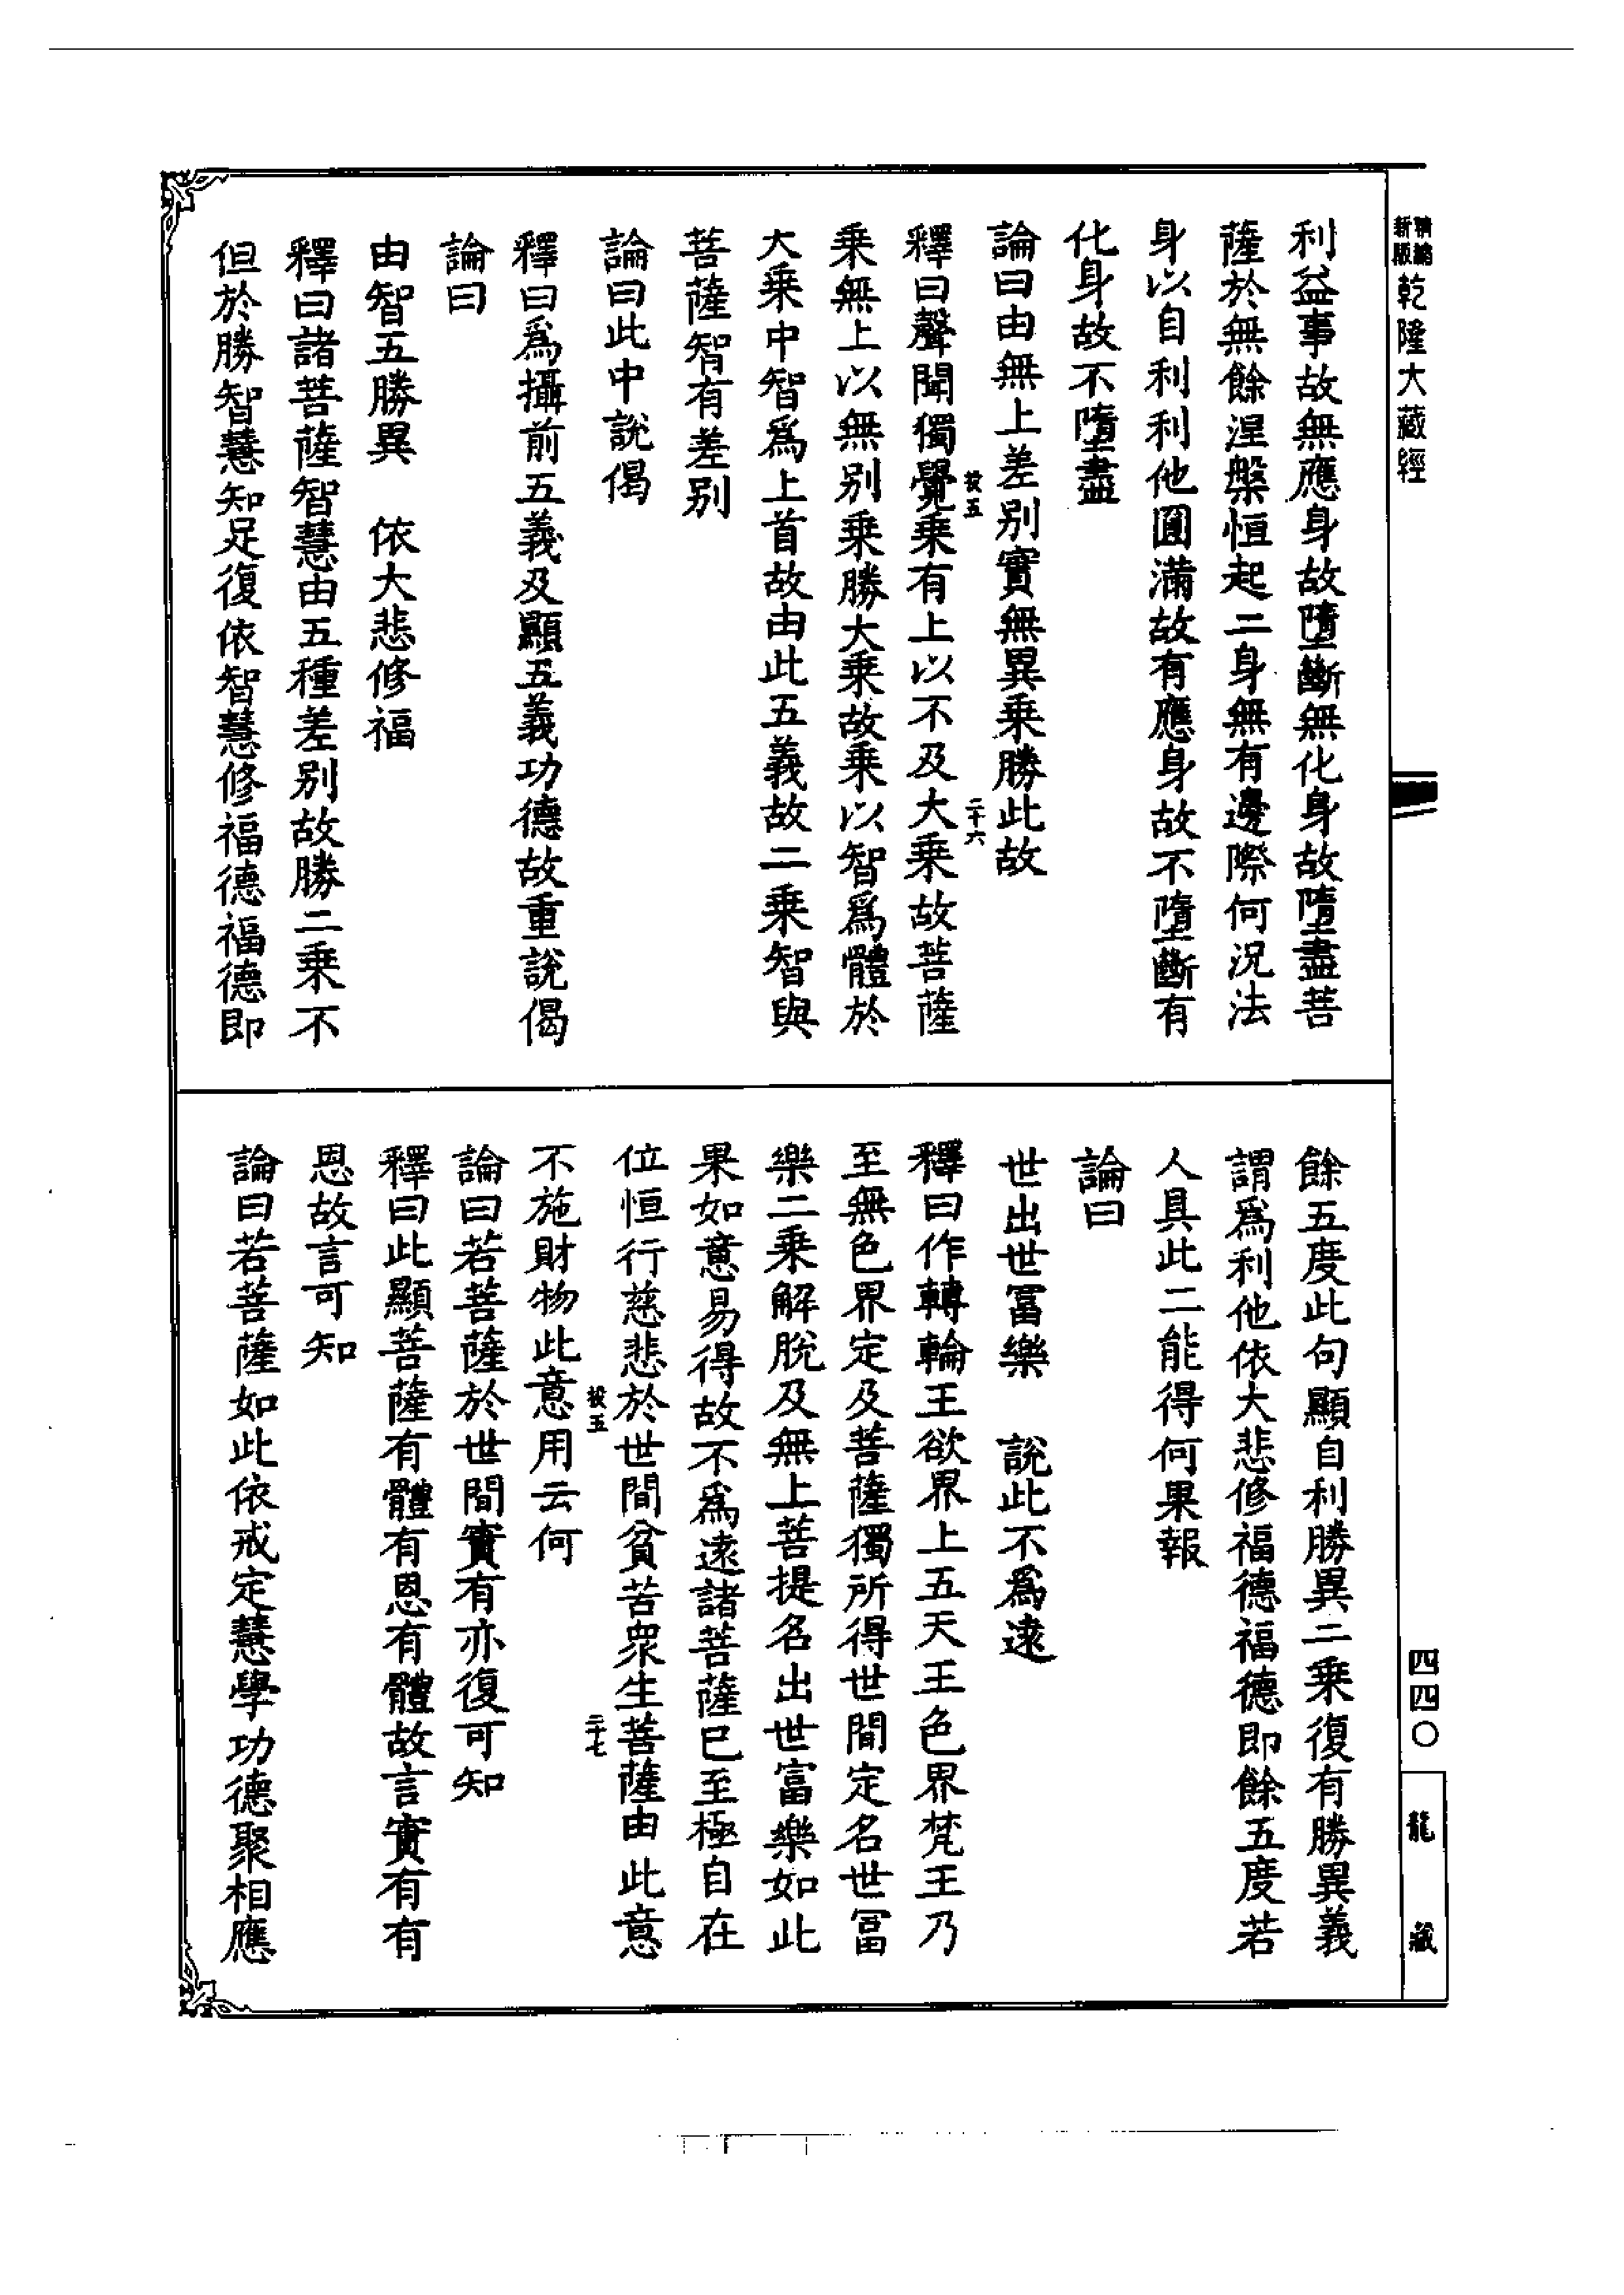 新編
縮版
乾隆大藏經
利益事故無應身故墮斷無化身故墮盡菩
薩於無餘涅槃恒起二身無有邊際何況法
身以自利利他圓滿故有應身故不墮斷有
化身故不墮盡
論曰由無上差别實無異乘勝此故
釋曰聲聞獨覺乘有上以不及大乘故菩薩
乘無上以無别乘勝大乘故乘以智爲體於
大乘中智爲上首故由此五義故二乘智與
菩薩智有差别
論曰此中說偈
釋曰爲攝前五義及顯五義功德故重說偈
論曰
由智五勝異 依大悲修福
釋曰諸菩薩智慧由五種差别故勝二乘不
但於勝智慧知足復依智慧修福德福德即
二十六
餘五度此句顯自利勝異二乘復有勝異義
謂爲利他依大悲修福德福德即餘五度若
人具此二能得何果報
論曰
世出世冨樂 説此不爲遠
釋曰作轉輪王欲界上五天王色界梵王乃
至無色界定及菩薩獨所得世間定名世冨
樂二乘解脫及無上菩提名出世富樂如此
果如意易得故不爲遠諸菩薩巳至極自在
位恒行慈悲於世間貧苦衆生菩薩由此意
不施財物此意用云何
論曰若菩薩於世間實有亦復可知
釋曰此顯菩薩有體有恩有體故言實有有
恩故言可知
論曰若菩薩如此依戒定慧學功德聚相應
二十七
四四〇
龍藏